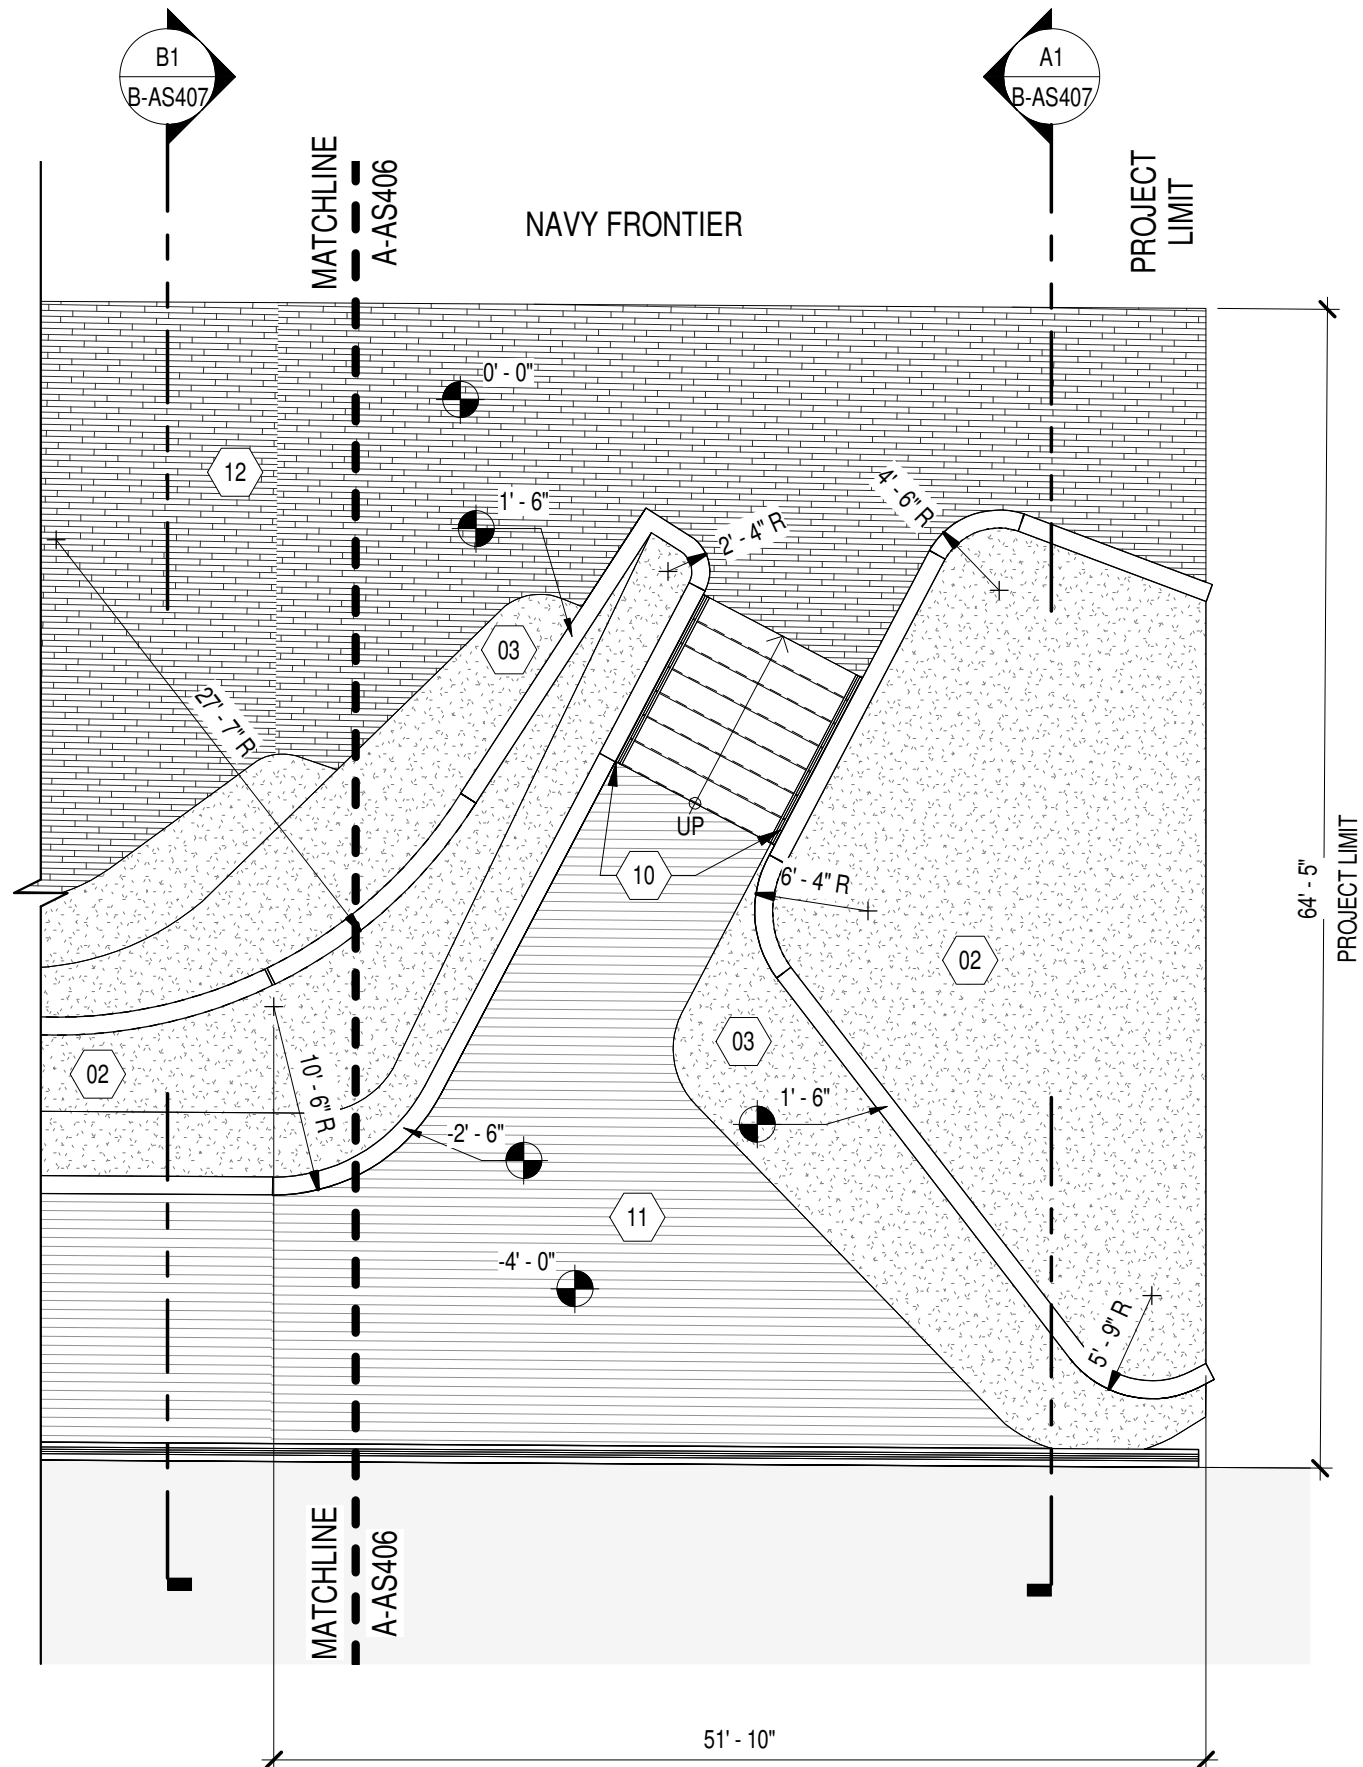 B1
B-AS407
A1
B-AS407
MATCHLINE
A-AS406
NAVY FRONTIER
PROJECT
LIMIT
0' - 0"
12
1' - 6"
2' - 4" R
4' - 6" R
03
27' - 7" R
UP
10
6' - 4" R
64' - 5"
PROJECT LIMIT
02
03
02
10' - 6" R
1' - 6"
-2' - 6"
11
-4' - 0"
5' - 9" R
MATCHLINE
A-AS406
51' - 10"